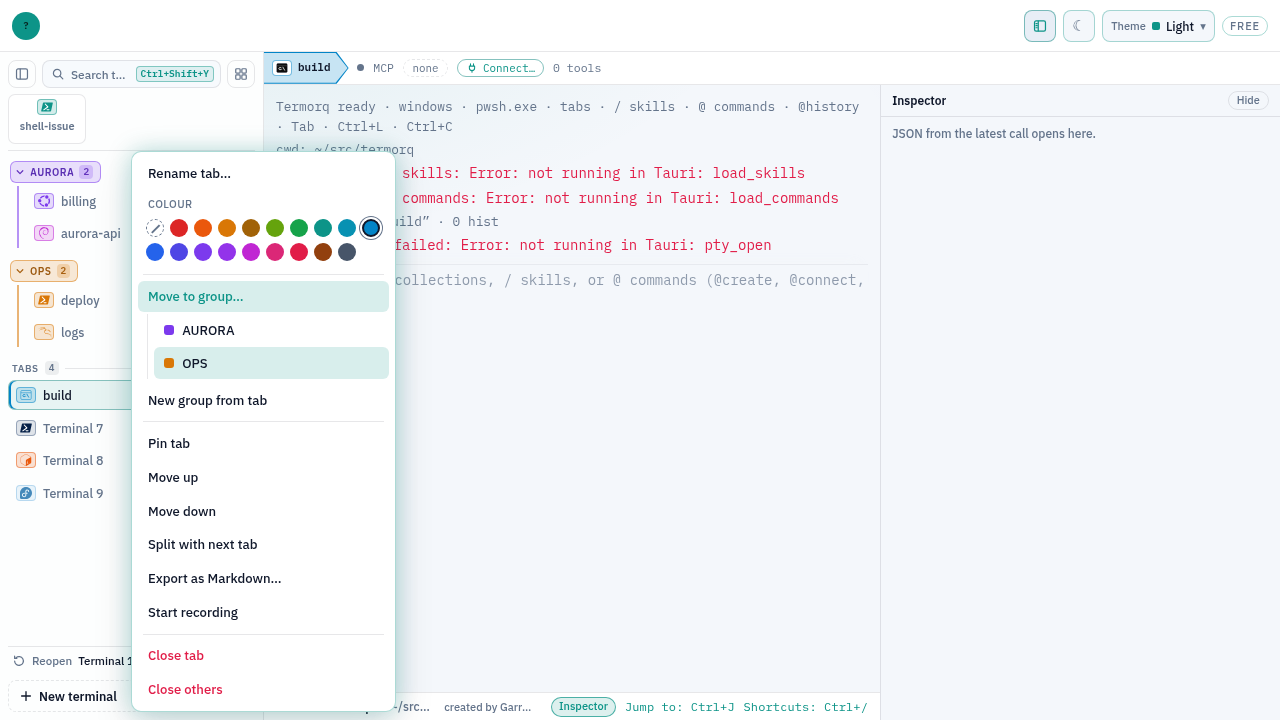 ?
Theme Light
FREE
Search t...
Ctrl+Shift+Y
build
MCP
none
Connect…
0 tools
shell-issue
AURORA 2
billing
aurora-api
OPS 2
deploy
logs
TABS 4
build
Terminal 7
Terminal 8
Terminal 9
Reopen Terminal
New terminal
Rename tab...
COLOUR
Move to group...
AURORA
OPS
New group from tab
Pin tab
Move up
Move down
Split with next tab
Export as Markdown...
Start recording
Close tab
Close others
Termorq ready · windows · pwsh.exe · tabs · / skills · @ commands · @history
· Tab · Ctrl+L · Ctrl+C
cwd: ~/src/termorq
skills: Error: not running in Tauri: load_skills
commands: Error: not running in Tauri: load_commands
· 0 hist
failed: Error: not running in Tauri: pty_open
collections, / skills, or @ commands (@create, @connect,
/src...
created by Garr...
Inspector
Jump to: Ctrl+J
Shortcuts: Ctrl+/
Inspector
Hide
JSON from the latest call opens here.